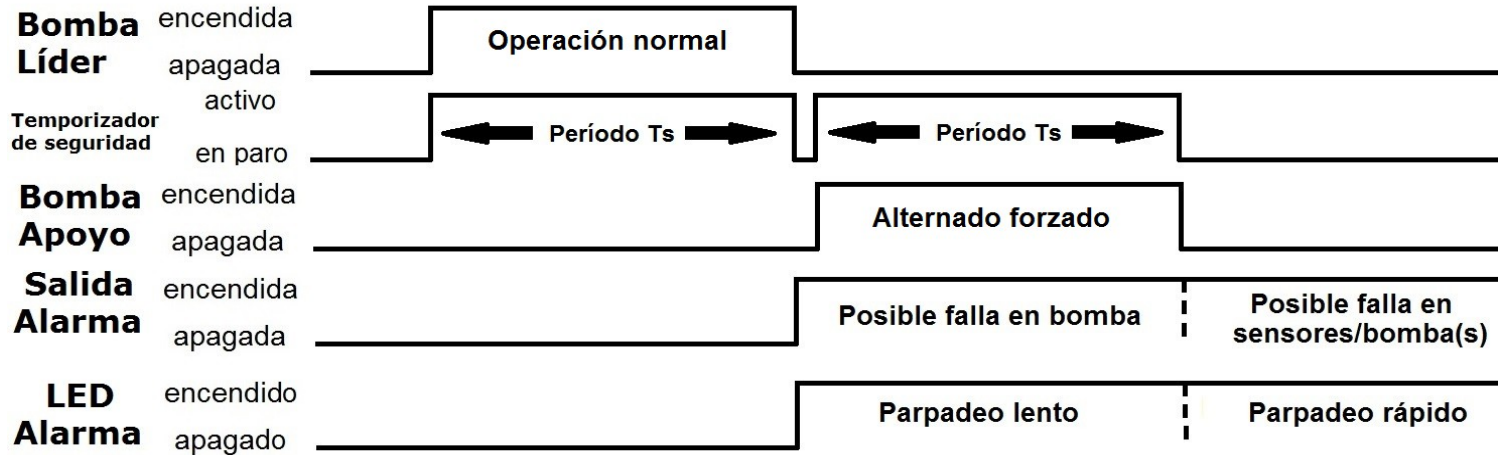 Bomba Líder
encendida
apagada
Operación normal
Temporizador de seguridad
activo
en paro
Período Ts
Período Ts
Bomba Apoyo
encendida
apagada
Alternado forzado
Salida Alarma
encendida
apagada
Posible falla en bomba
Posible falla en
sensores/bomba(s)
LED Alarma
encendido
apagado
Parpadeo lento
Parpadeo rápido